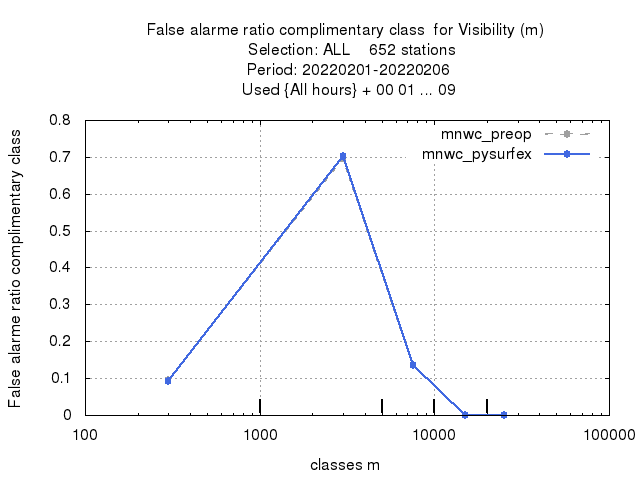 False alarme ratio complimentary class  for Visibility (m)
Selection: ALL    652 stations
Period: 20220201-20220206
Used {All hours} + 00 01 ... 09
mnwc_preop
mnwc_pysurfex
False alarme ratio complimentary class
0.8
0.7
0.6
0.5
0.4
0.3
0.2
0.1
0
100
1000
10000
100000
classes m